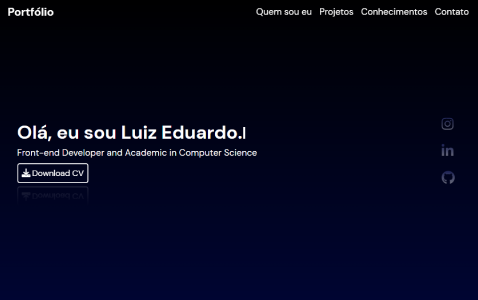 Portfólio
Quem sou eu Projetos Conhecimentos Contato
Olá, eu sou Luiz Eduardo.
Front-end Developer and Academic in Computer Science
Download CV